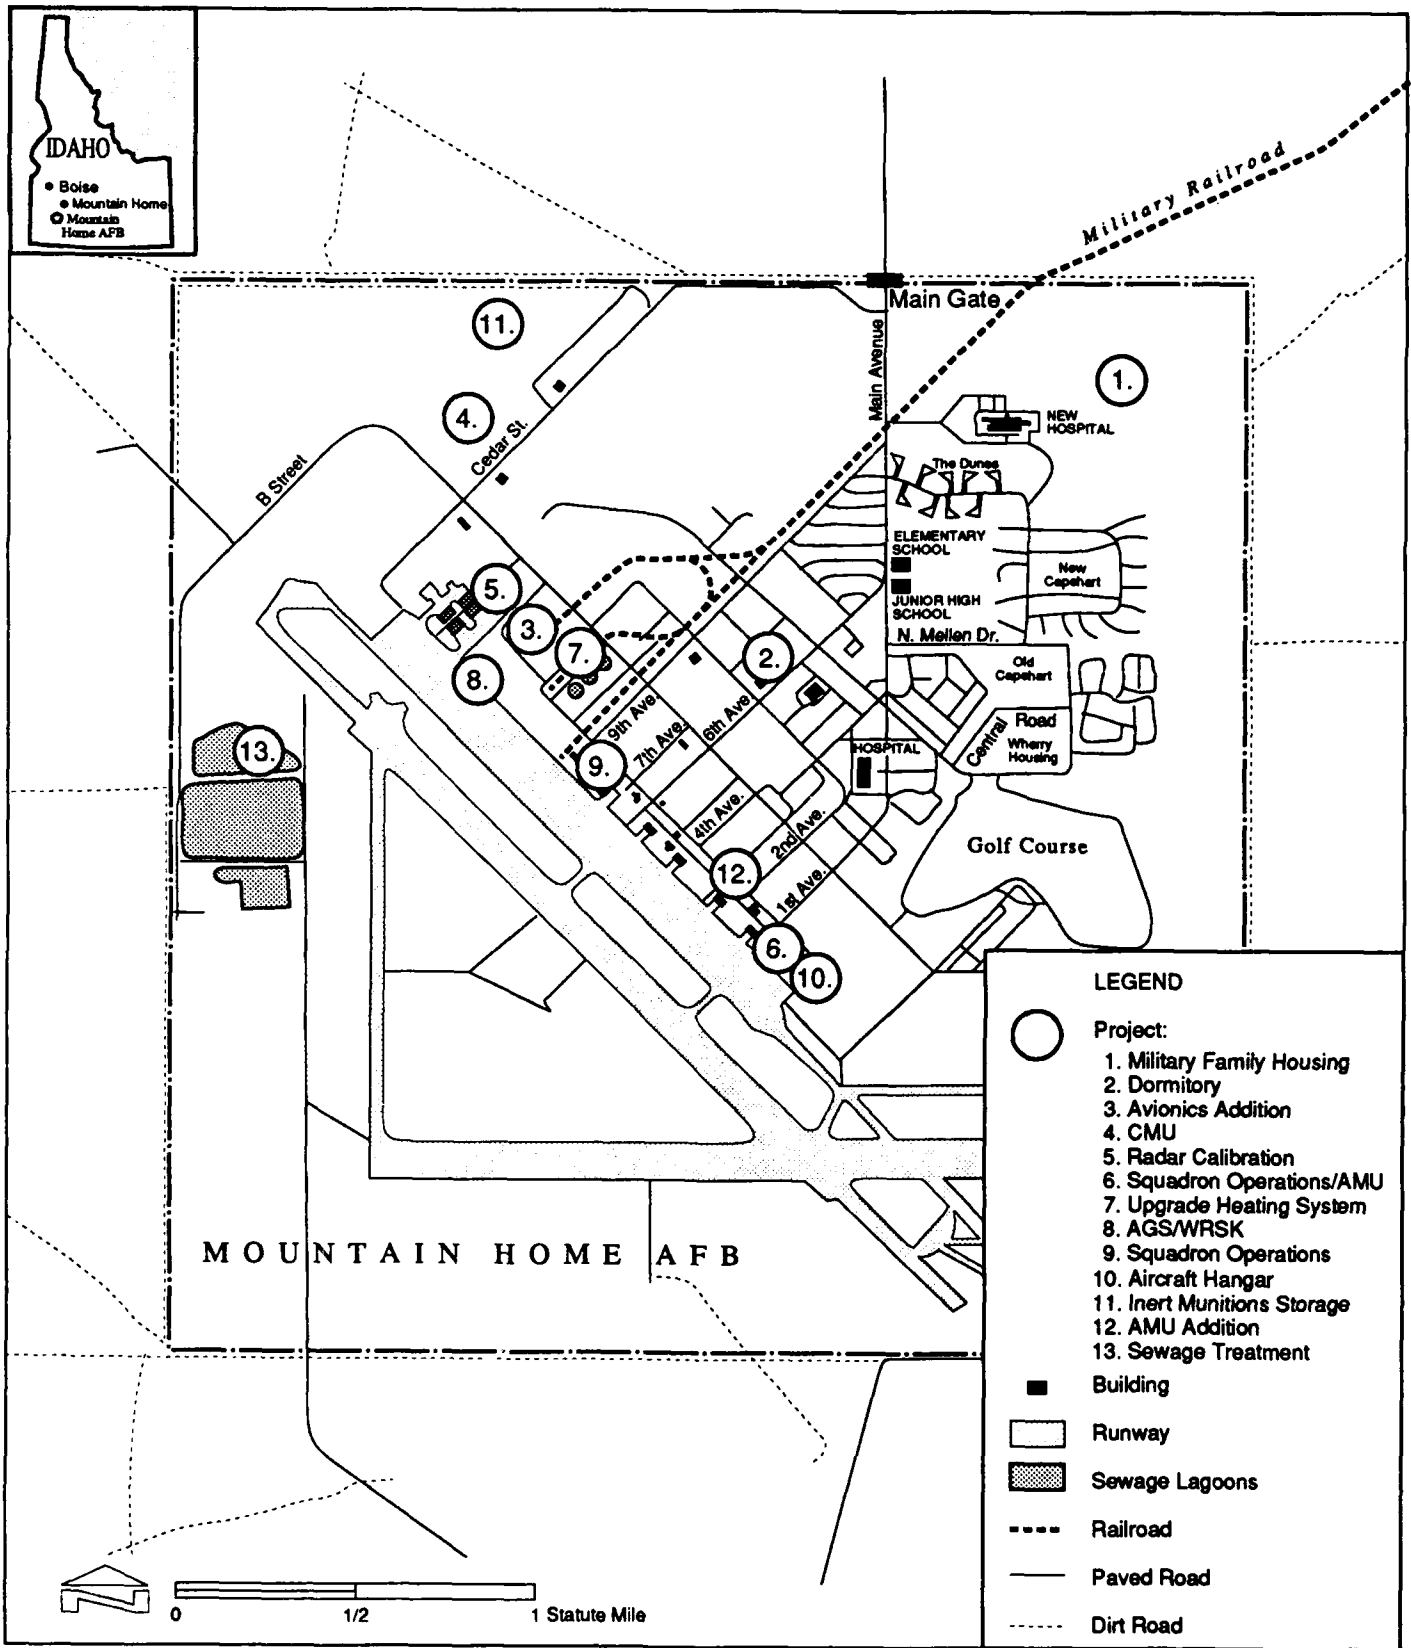 IDAHO
Boise
Mountain Home
Mountain
Home AFB
Military Railroad
Main Gate
Main Avenue
11.
1.
4.
Cedar St.
NEW
HOSPITAL
B Street
The Dunes
ELEMENTARY
SCHOOL
New
Capehart
5.
JUNIOR HIGH
SCHOOL
3.
N. Mellen Dr.
7.
2.
8.
Old
Capehart
9th Ave.
7th Ave.
6th Ave.
Central Road
Wherry
Housing
13.
9.
HOSPITAL
4th Ave.
2nd Ave.
Golf Course
12.
1st Ave.
6.
10.
MOUNTAIN HOME AFB
LEGEND
Project:
1. Military Family Housing
2. Dormitory
3. Avionics Addition
4. CMU
5. Radar Calibration
6. Squadron Operations/AMU
7. Upgrade Heating System
8. AGS/WRSK
9. Squadron Operations
10. Aircraft Hangar
11. Inert Munitions Storage
12. AMU Addition
13. Sewage Treatment
Building
Runway
Sewage Lagoons
Railroad
Paved Road
Dirt Road
N
0 1/2 1 Statute Mile